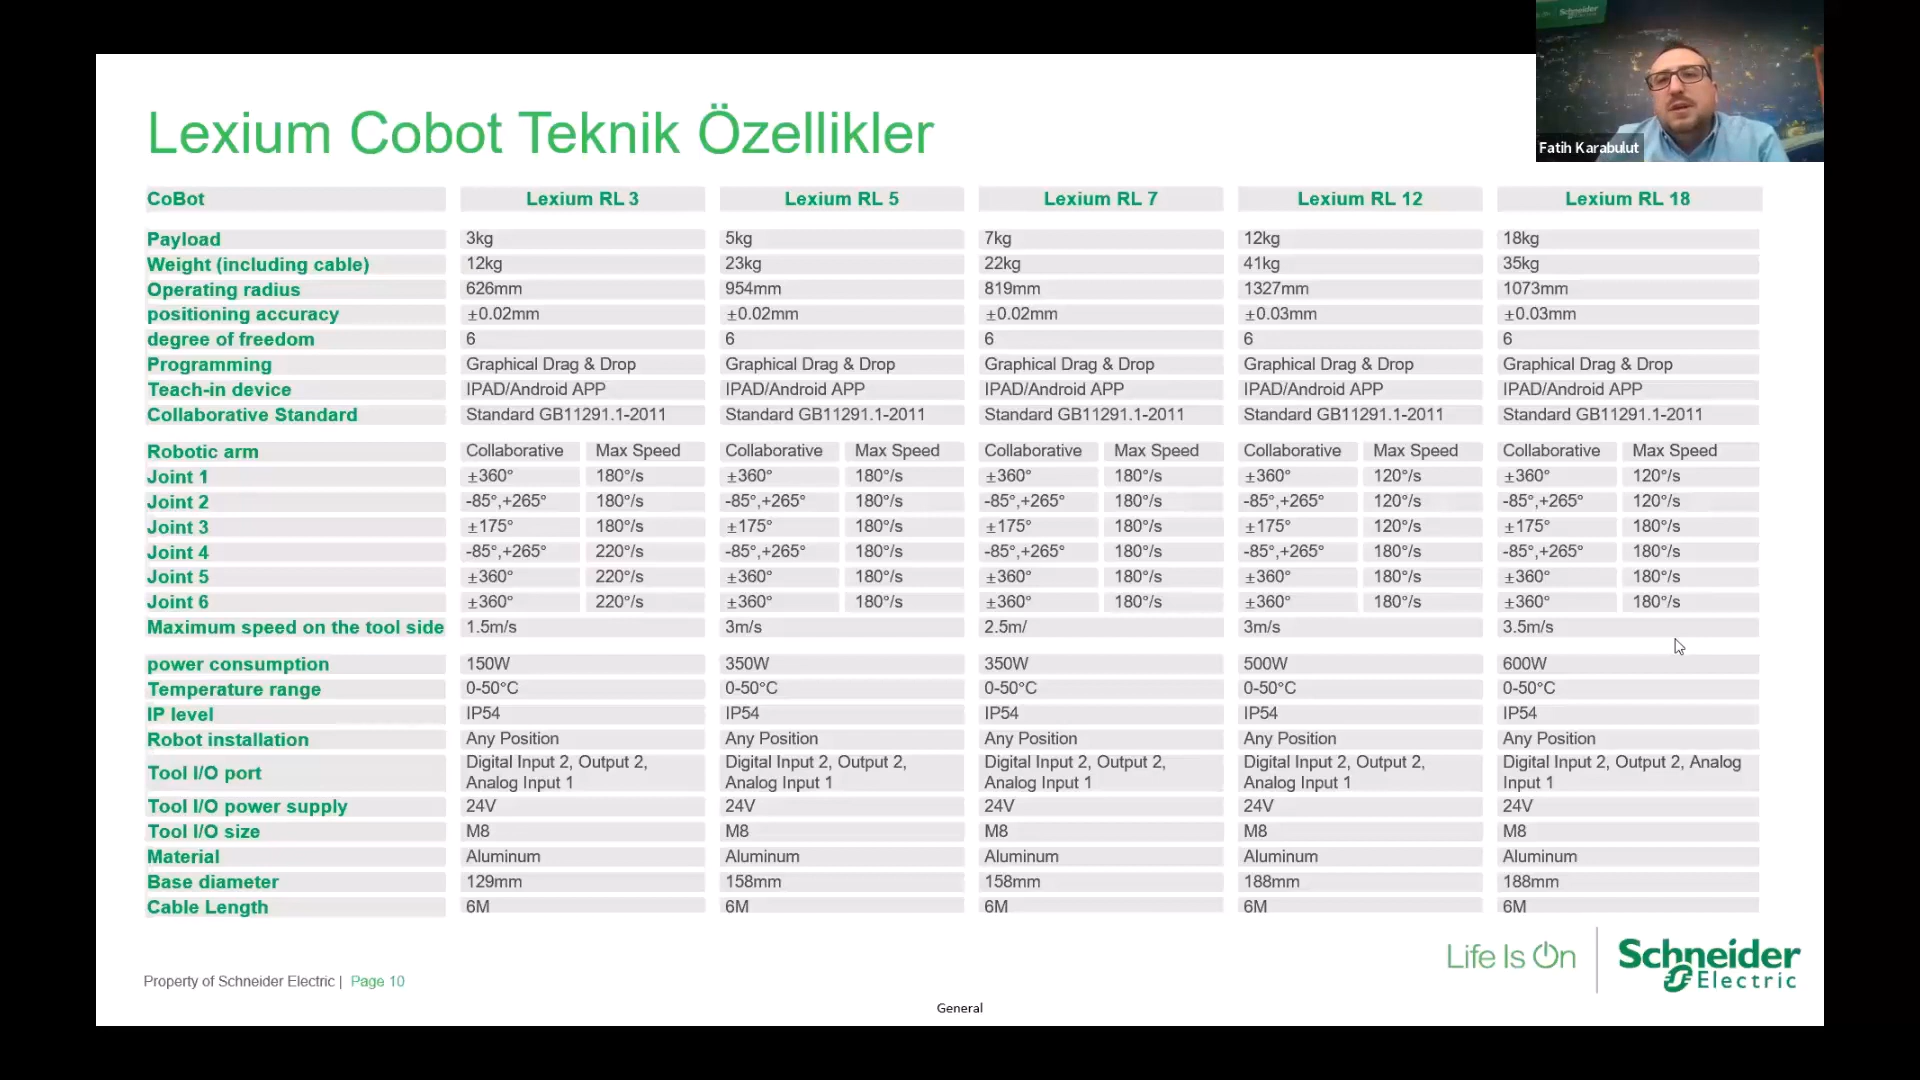 Schneider Electric
Fatih Karabulut
Lexium Cobot Teknik Özellikler
CoBot Lexium RL 3 Lexium RL 5 Lexium RL 7 Lexium RL 12 Lexium RL 18
Payload 3kg 5kg 7kg 12kg 18kg
Weight (including cable) 12kg 23kg 22kg 41kg 35kg
Operating radius 626mm 954mm 819mm 1327mm 1073mm
positioning accuracy ±0.02mm ±0.02mm ±0.02mm ±0.03mm ±0.03mm
degree of freedom 6 6 6 6 6
Programming Graphical Drag & Drop Graphical Drag & Drop Graphical Drag & Drop Graphical Drag & Drop Graphical Drag & Drop
Teach-in device IPAD/Android APP IPAD/Android APP IPAD/Android APP IPAD/Android APP IPAD/Android APP
Collaborative Standard Standard GB11291.1-2011 Standard GB11291.1-2011 Standard GB11291.1-2011 Standard GB11291.1-2011 Standard GB11291.1-2011
Robotic arm Collaborative Max Speed Collaborative Max Speed Collaborative Max Speed Collaborative Max Speed Collaborative Max Speed
Joint 1 ±360° 180°/s ±360° 180°/s ±360° 180°/s ±360° 120°/s ±360° 120°/s
Joint 2 -85°,+265° 180°/s -85°,+265° 180°/s -85°,+265° 180°/s -85°,+265° 120°/s -85°,+265° 120°/s
Joint 3 ±175° 180°/s ±175° 180°/s ±175° 180°/s ±175° 120°/s ±175° 180°/s
Joint 4 -85°,+265° 220°/s -85°,+265° 180°/s -85°,+265° 180°/s -85°,+265° 180°/s -85°,+265° 180°/s
Joint 5 ±360° 220°/s ±360° 180°/s ±360° 180°/s ±360° 180°/s ±360° 180°/s
Joint 6 ±360° 220°/s ±360° 180°/s ±360° 180°/s ±360° 180°/s ±360° 180°/s
Maximum speed on the tool side 1.5m/s 3m/s 2.5m/ 3m/s 3.5m/s
power consumption 150W 350W 350W 500W 600W
Temperature range 0-50°C 0-50°C 0-50°C 0-50°C 0-50°C
IP level IP54 IP54 IP54 IP54 IP54
Robot installation Any Position Any Position Any Position Any Position Any Position
Tool I/O port Digital Input 2, Output 2, Analog Input 1 Digital Input 2, Output 2, Analog Input 1 Digital Input 2, Output 2, Analog Input 1 Digital Input 2, Output 2, Analog Input 1 Digital Input 2, Output 2, Analog Input 1
Tool I/O power supply 24V 24V 24V 24V 24V
Tool I/O size M8 M8 M8 M8 M8
Material Aluminum Aluminum Aluminum Aluminum Aluminum
Base diameter 129mm 158mm 158mm 188mm 188mm
Cable Length 6M 6M 6M 6M 6M
Life Is On
Schneider
Electric
Property of Schneider Electric | Page 10
General